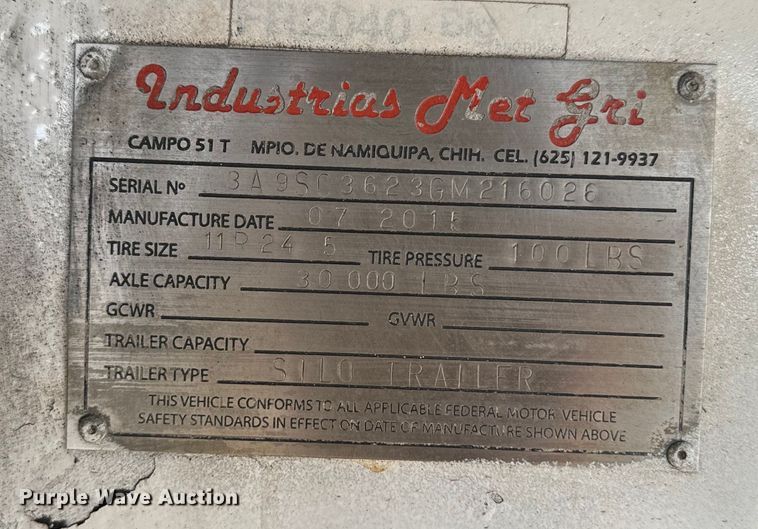 FR2040
Industrias Met Gri
CAMPO 51 T MPIO. DE NAMIQUIPA, CHIH. CEL. (625) 121-9937
SERIAL Nº 3A9SC3623GM216026
MANUFACTURE DATE 07 2015
TIRE SIZE 11R24 5 TIRE PRESSURE 100 LBS
AXLE CAPACITY 30 000 LBS
GCWR GVWR
TRAILER CAPACITY
TRAILER TYPE SILO TRAILER
THIS VEHICLE CONFORMS TO ALL APPLICABLE FEDERAL MOTOR VEHICLE
SAFETY STANDARDS IN EFFECT ON DATE OF MANUFACTURE SHOWN ABOVE
Purple Wave Auction